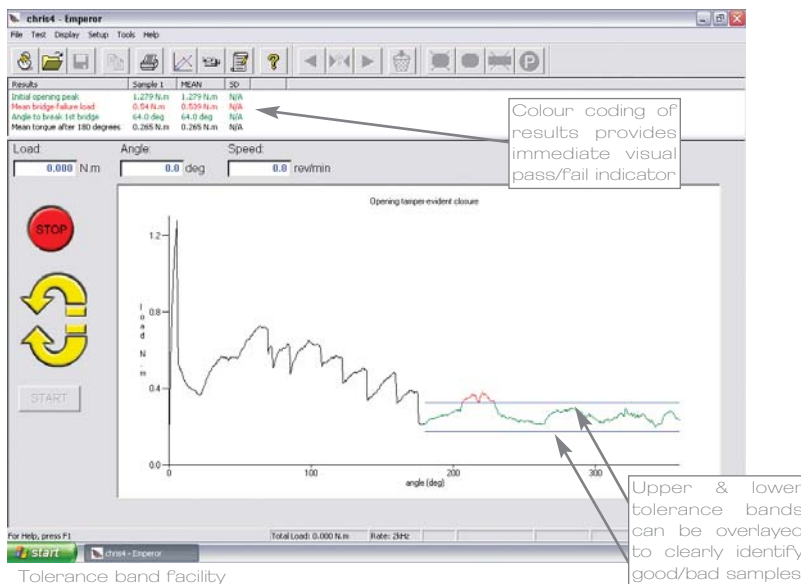 chris4 - Emperor
File Test Display Setup Tools Help
Results Sample 1 MEAN SD
Initial opening peak 1.279 N.m 1.279 N.m N/A
Mean bridge failure load 0.54 N.m 0.539 N.m N/A
Angle to break 1st bridge 64.0 deg 64.0 deg N/A
Mean torque after 180 degrees 0.265 N.m 0.265 N.m N/A
Colour coding of
results provides
immediate visual
pass/fail indicator
Load: Angle: Speed:
0.000 N.m 0.0 deg 0.0 rev/min
STOP
START
Opening tamper-evident closure
1.2
0.8
0.4
0.0
load N.m
0 100 200 300
angle (deg)
Upper & lower
tolerance bands
can be overlayed
to clearly identify
good/bad samples
For Help, press F1 Total Load: 0.000 N.m Rate: 2kHz
start chris4 - Emperor
Tolerance band facility